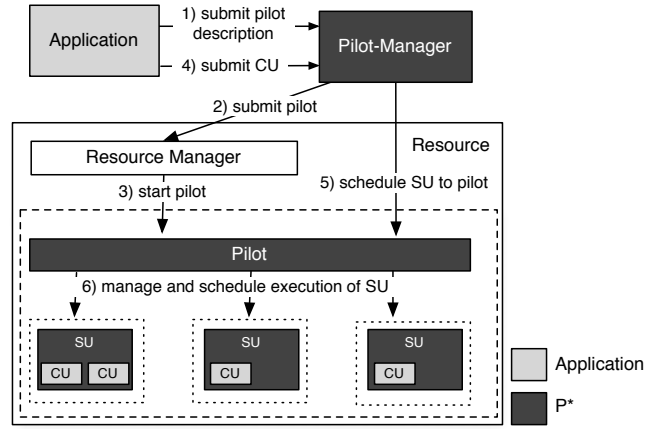 1) submit pilot
description
Application
Pilot-Manager
4) submit CU
2) submit pilot
Resource
Resource Manager
3) start pilot
5) schedule SU to pilot
Pilot
6) manage and schedule execution of SU
SU
CU CU
SU
CU
SU
CU
Application
P*